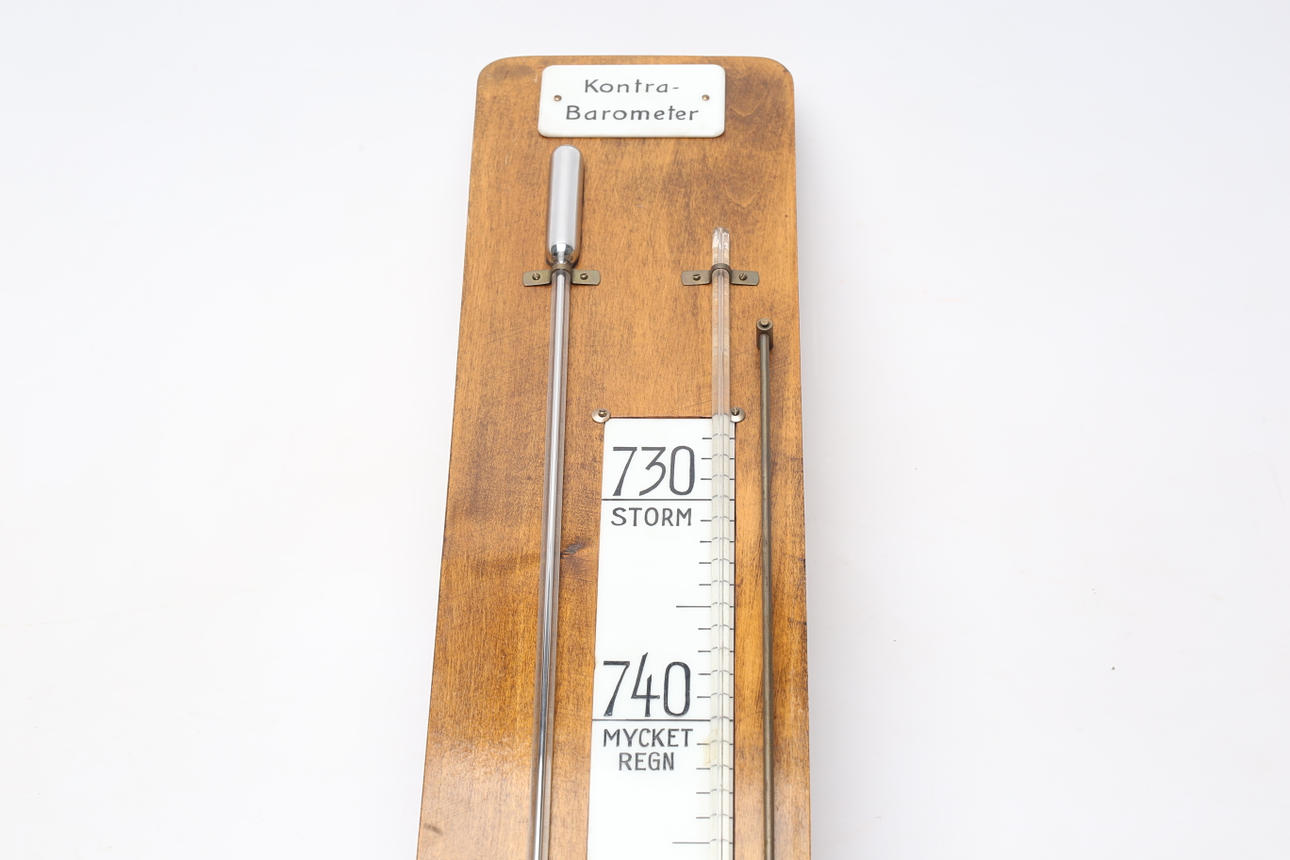 Kontra-
Barometer
730
STORM
740
MYCKET
REGN